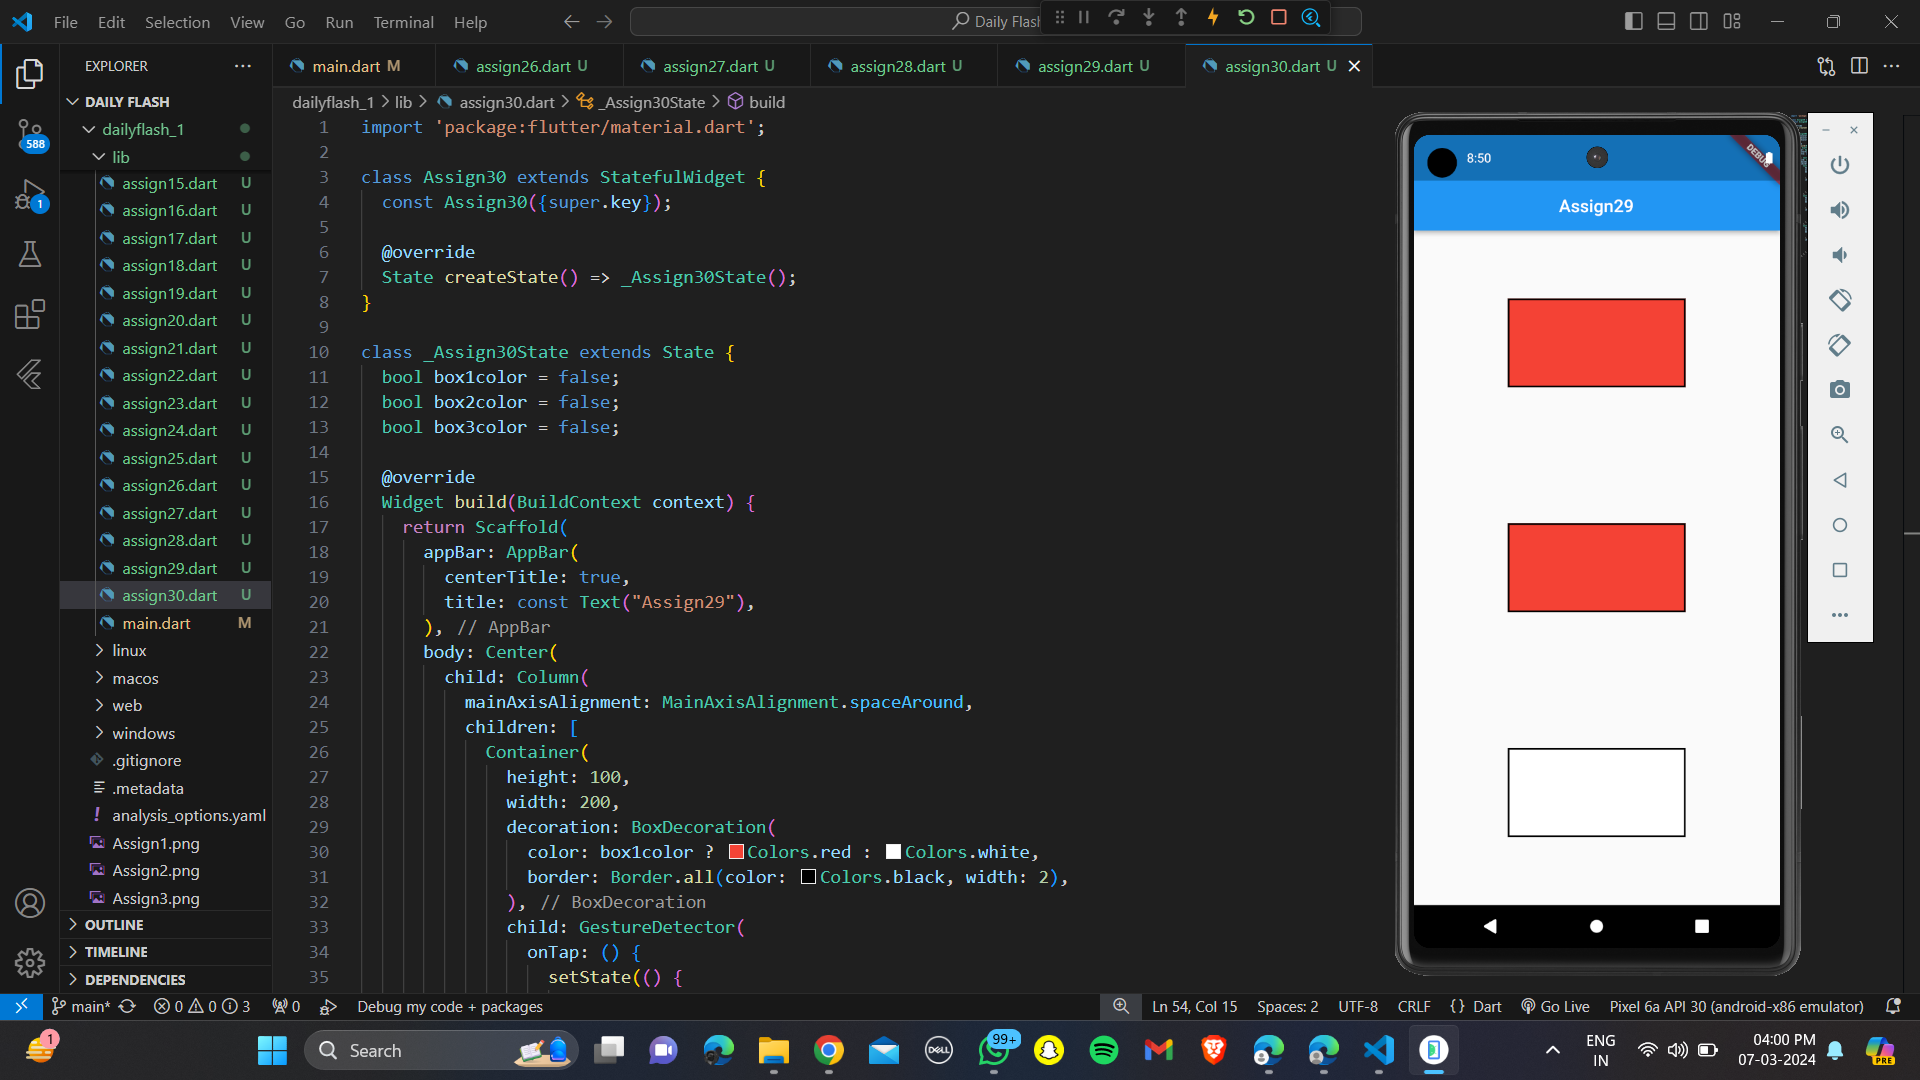 File Edit Selection View Go Run Terminal Help
Daily Flash
EXPLORER
main.dart M
assign26.dart U
assign27.dart U
assign28.dart U
assign29.dart U
assign30.dart U
DAILY FLASH
dailyflash_1
lib
assign15.dart U
assign16.dart U
assign17.dart U
assign18.dart U
assign19.dart U
assign20.dart U
assign21.dart U
assign22.dart U
assign23.dart U
assign24.dart U
assign25.dart U
assign26.dart U
assign27.dart U
assign28.dart U
assign29.dart U
assign30.dart U
main.dart M
linux
macos
web
windows
.gitignore
.metadata
! analysis_options.yaml
Assign1.png
Assign2.png
Assign3.png
OUTLINE
TIMELINE
DEPENDENCIES
588
1
dailyflash_1 > lib > assign30.dart > _Assign30State > build
1 import 'package:flutter/material.dart';
2
3 class Assign30 extends StatefulWidget {
4 const Assign30({super.key});
5
6 @override
7 State createState() => _Assign30State();
8 }
9
10 class _Assign30State extends State {
11 bool box1color = false;
12 bool box2color = false;
13 bool box3color = false;
14
15 @override
16 Widget build(BuildContext context) {
17 return Scaffold(
18 appBar: AppBar(
19 centerTitle: true,
20 title: const Text("Assign29"),
21 ), // AppBar
22 body: Center(
23 child: Column(
24 mainAxisAlignment: MainAxisAlignment.spaceAround,
25 children: [
26 Container(
27 height: 100,
28 width: 200,
29 decoration: BoxDecoration(
30 color: box1color ? Colors.red : Colors.white,
31 border: Border.all(color: Colors.black, width: 2),
32 ), // BoxDecoration
33 child: GestureDetector(
34 onTap: () {
35 setState(() {
8:50
DEBUG
Assign29
main* 0 0 3 0 Debug my code + packages
Ln 54, Col 15 Spaces: 2 UTF-8 CRLF {} Dart Go Live Pixel 6a API 30 (android-x86 emulator)
1
Search
DELL
99+
ENG
IN
04:00 PM
07-03-2024
PRE